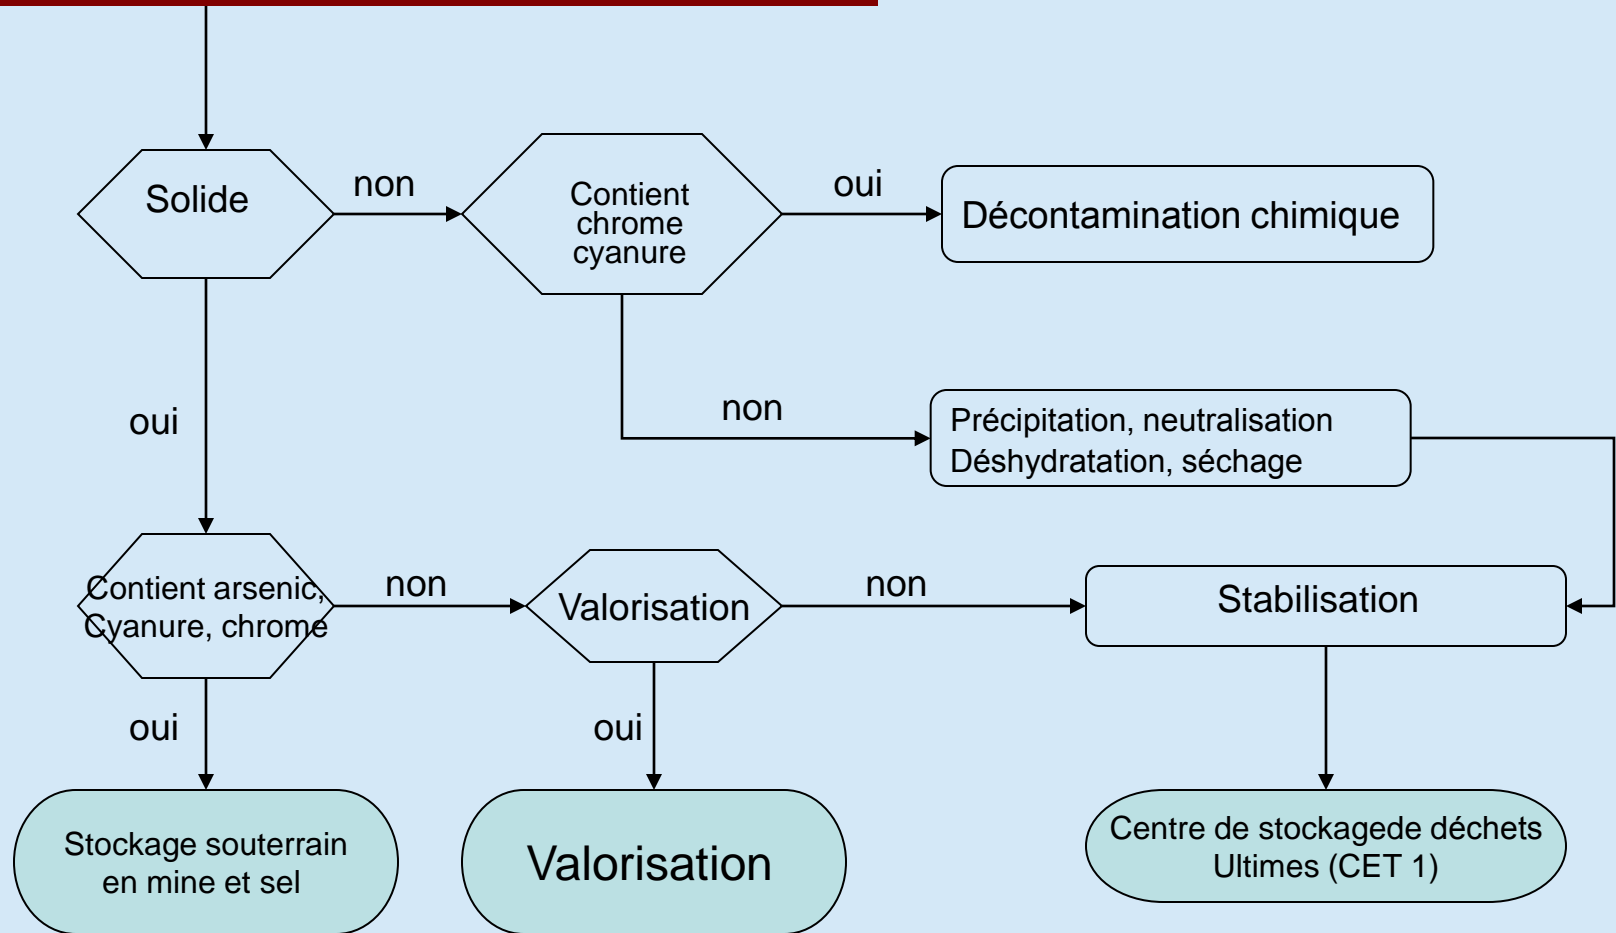 Solide
non
Contient
chrome
cyanure
oui
Décontamination chimique
oui
non
Précipitation, neutralisation
Déshydratation, séchage
Contient arsenic,
Cyanure, chrome
non
Valorisation
non
Stabilisation
oui
oui
Stockage souterrain
en mine et sel
Valorisation
Centre de stockagede déchets
Ultimes (CET 1)